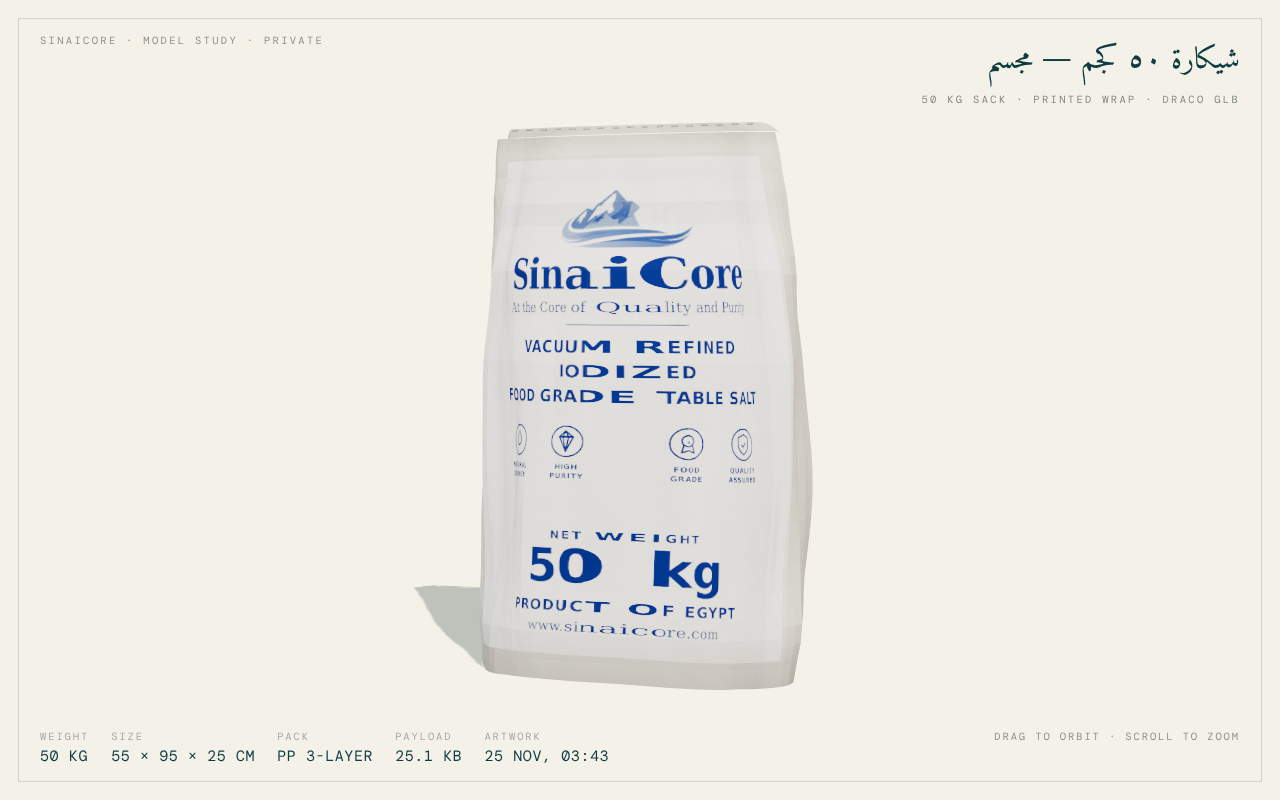 SINAICORE · MODEL STUDY · PRIVATE
شيكارة ٥٠ كجم — مجسم
50 KG SACK · PRINTED WRAP · DRACO GLB
SinaiCore
At the Core of Quality and Purity
VACUUM REFINED
IODIZED
FOOD GRADE TABLE SALT
HIGH PURITY
FOOD GRADE
QUALITY ASSURED
NET WEIGHT
50 kg
PRODUCT OF EGYPT
www.sinaicore.com
WEIGHT SIZE PACK PAYLOAD ARTWORK
50 KG 55 × 95 × 25 CM PP 3-LAYER 25.1 KB 25 NOV, 03:43
DRAG TO ORBIT · SCROLL TO ZOOM